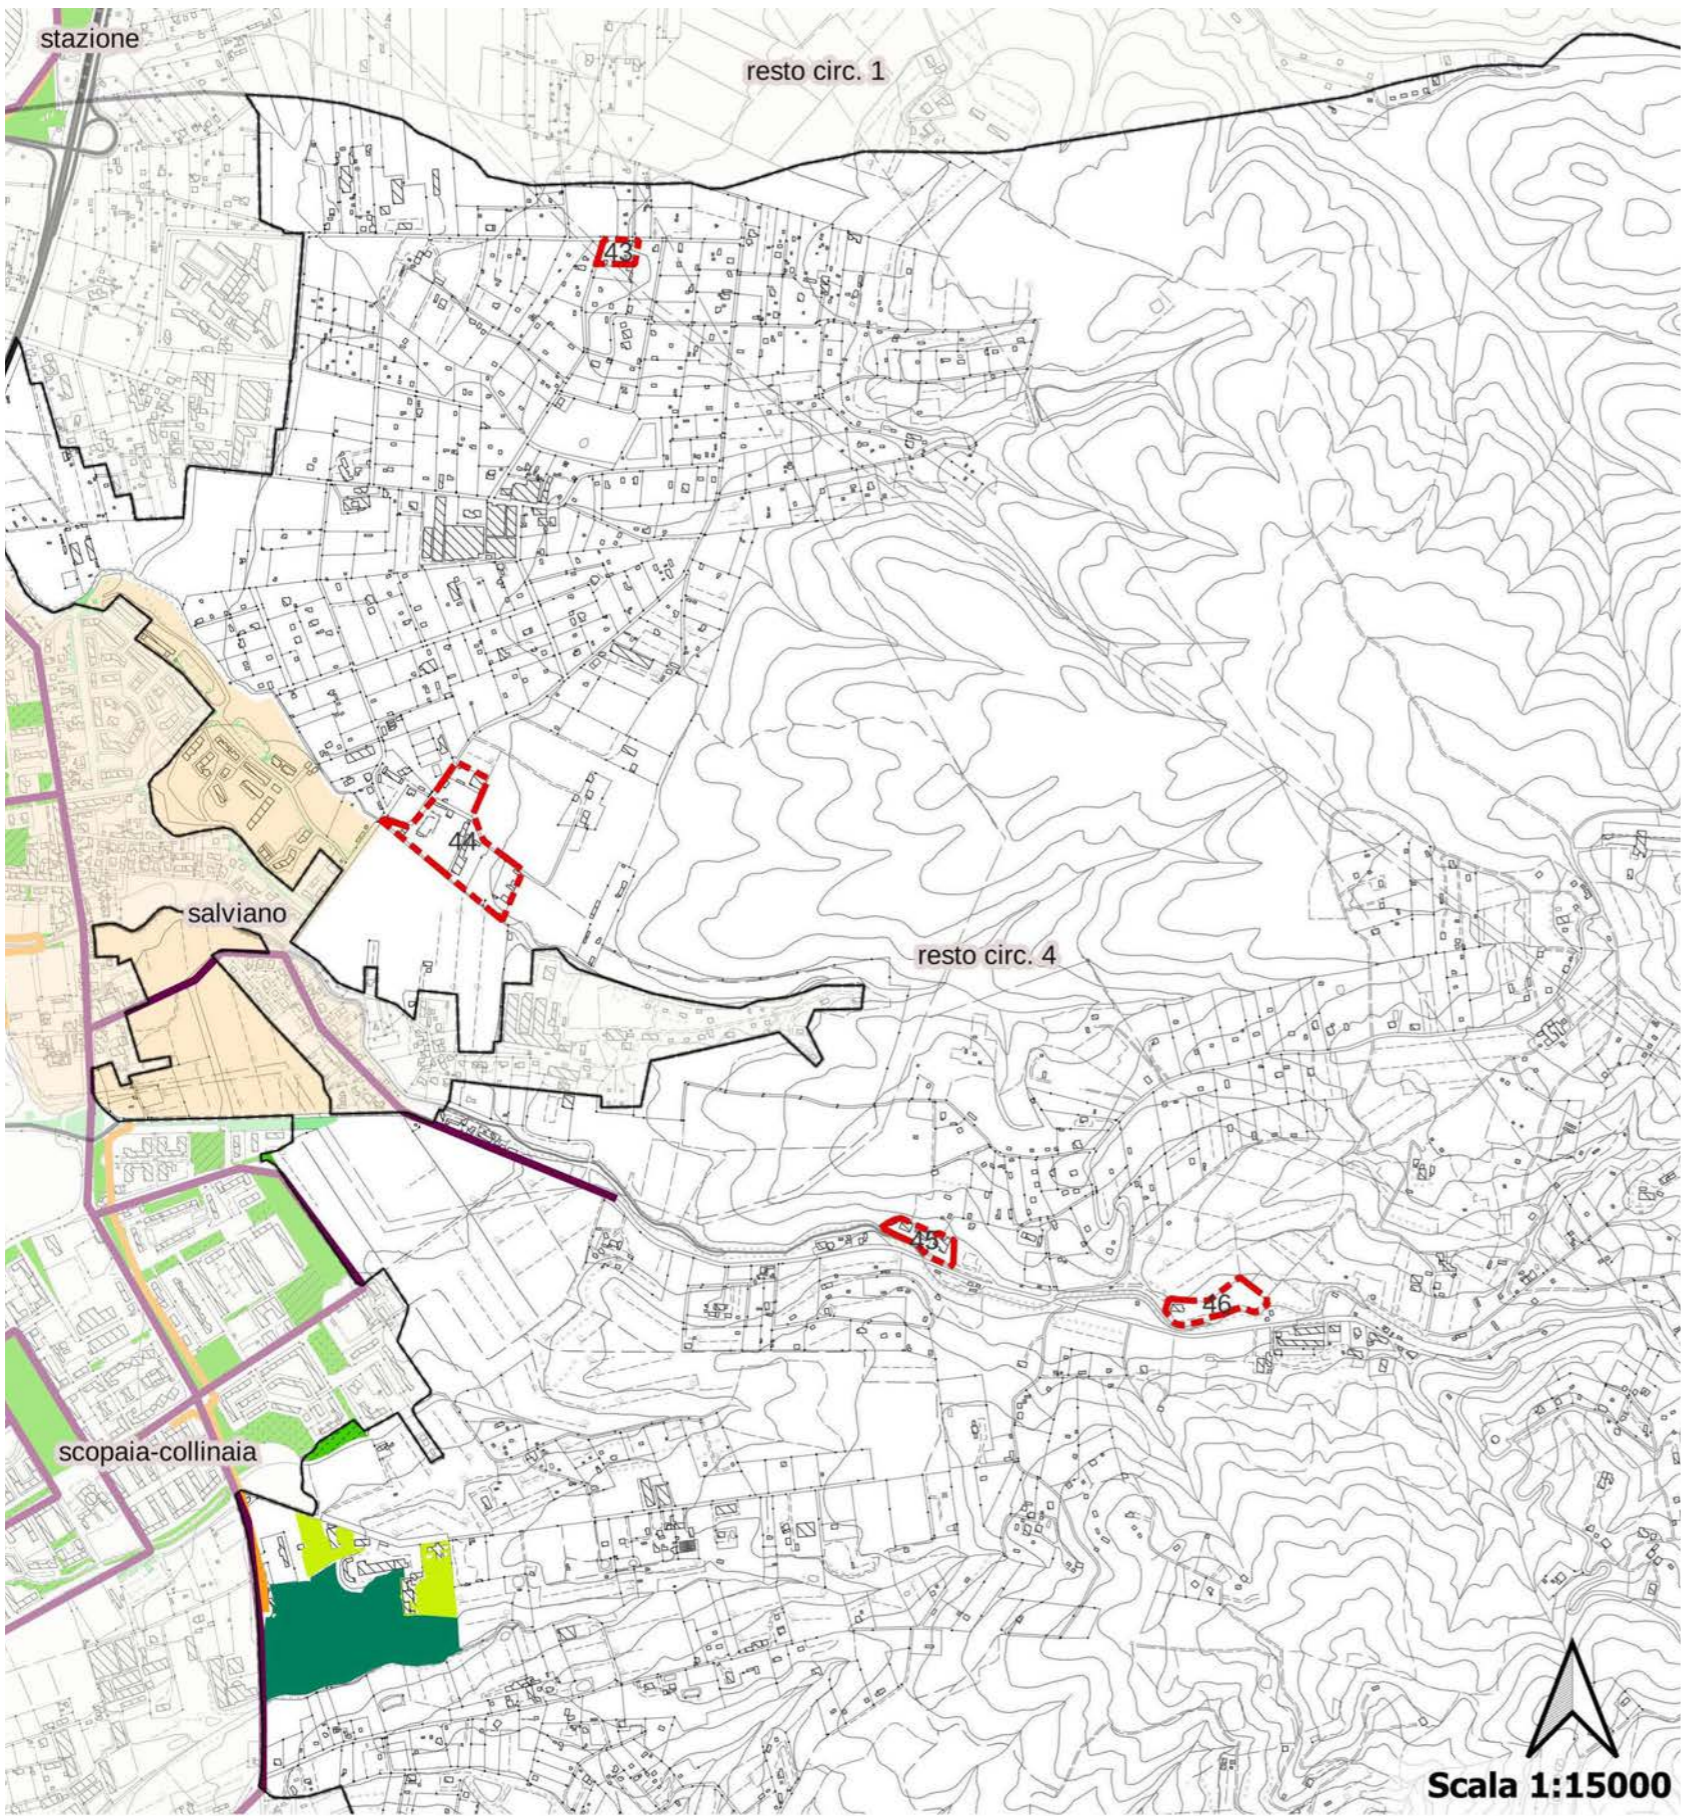 stazione
resto circ. 1
43
44
salviano
resto circ. 4
45
46
scopaia-collinaia
Scala 1:15000